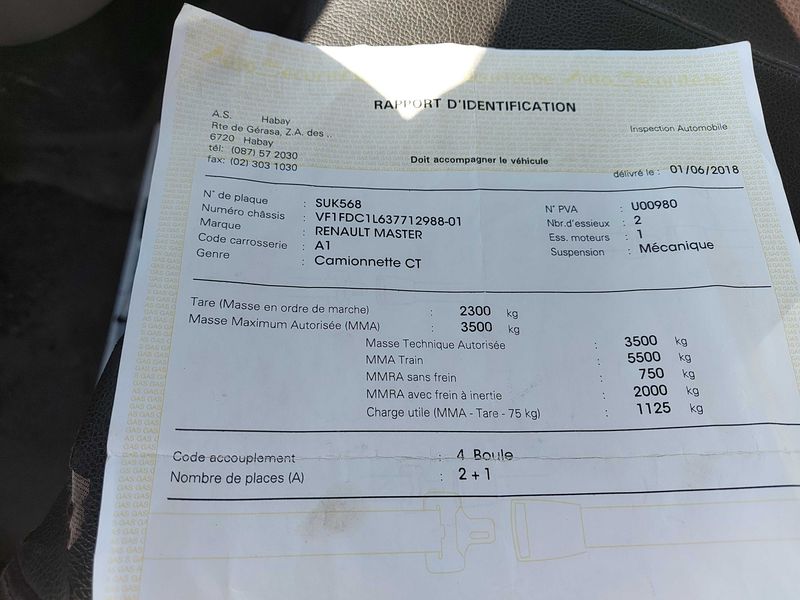 Auto Sécurité Auto Sécurité
RAPPORT D'IDENTIFICATION
A.S. Habay
Rte de Gérasa, Z.A. des ..
6720 Habay
tél: (087) 57 2030
fax: (02) 303 1030
Inspection Automobile
Doit accompagner le véhicule
délivré le : 01/06/2018
N° de plaque : SUK568
Numéro châssis : VF1FDC1L637712988-01
Marque : RENAULT MASTER
Code carrosserie : A1
Genre : Camionnette CT
N° PVA : U00980
Nbr.d'essieux : 2
Ess. moteurs : 1
Suspension : Mécanique
Tare (Masse en ordre de marche) : 2300 kg
Masse Maximum Autorisée (MMA) : 3500 kg
Masse Technique Autorisée : 3500 kg
MMA Train : 5500 kg
MMRA sans frein : 750 kg
MMRA avec frein à inertie : 2000 kg
Charge utile (MMA - Tare - 75 kg) : 1125 kg
Code accouplement : 4 Boule
Nombre de places (A) : 2 + 1